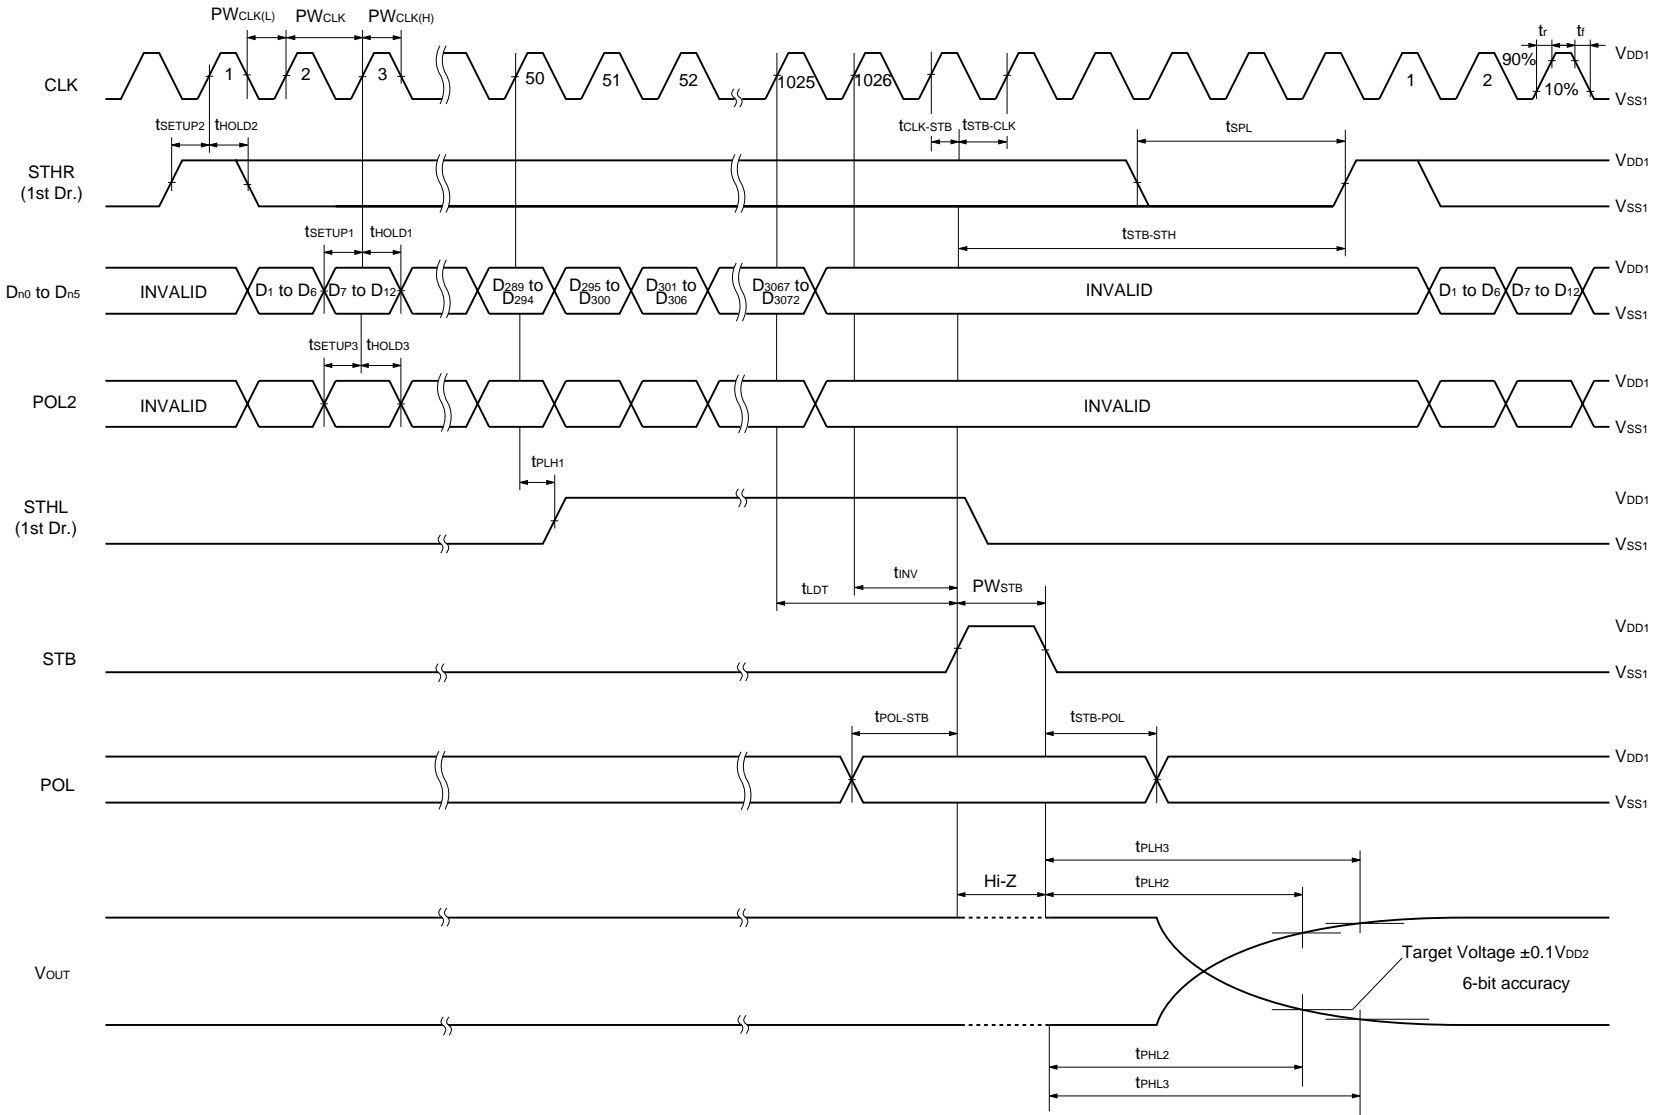 PWCLK(L) PWCLK PWCLK(H)
CLK 1 2 3 50 51 52 1025 1026 1 2 90% 10% tr tf VDD1
VSS1
tSETUP2 tHOLD2 tCLK-STB tSTB-CLK tSPL
STHR
(1st Dr.)
VDD1
VSS1
tSETUP1 tHOLD1 tSTB-STH
Dn0 to Dn5 INVALID D1 to D6 D7 to D12 D289 to D294 D295 to D300 D301 to D306 D3067 to D3072 INVALID D1 to D6 D7 to D12
VDD1
VSS1
tSETUP3 tHOLD3
POL2 INVALID INVALID
VDD1
VSS1
tPLH1
STHL
(1st Dr.)
VDD1
VSS1
tINV
tLDT PWSTB
STB
VDD1
VSS1
tPOL-STB tSTB-POL
POL
VDD1
VSS1
tPLH3
Hi-Z tPLH2
VOUT
Target Voltage ±0.1VDD2
6-bit accuracy
tPHL2
tPHL3